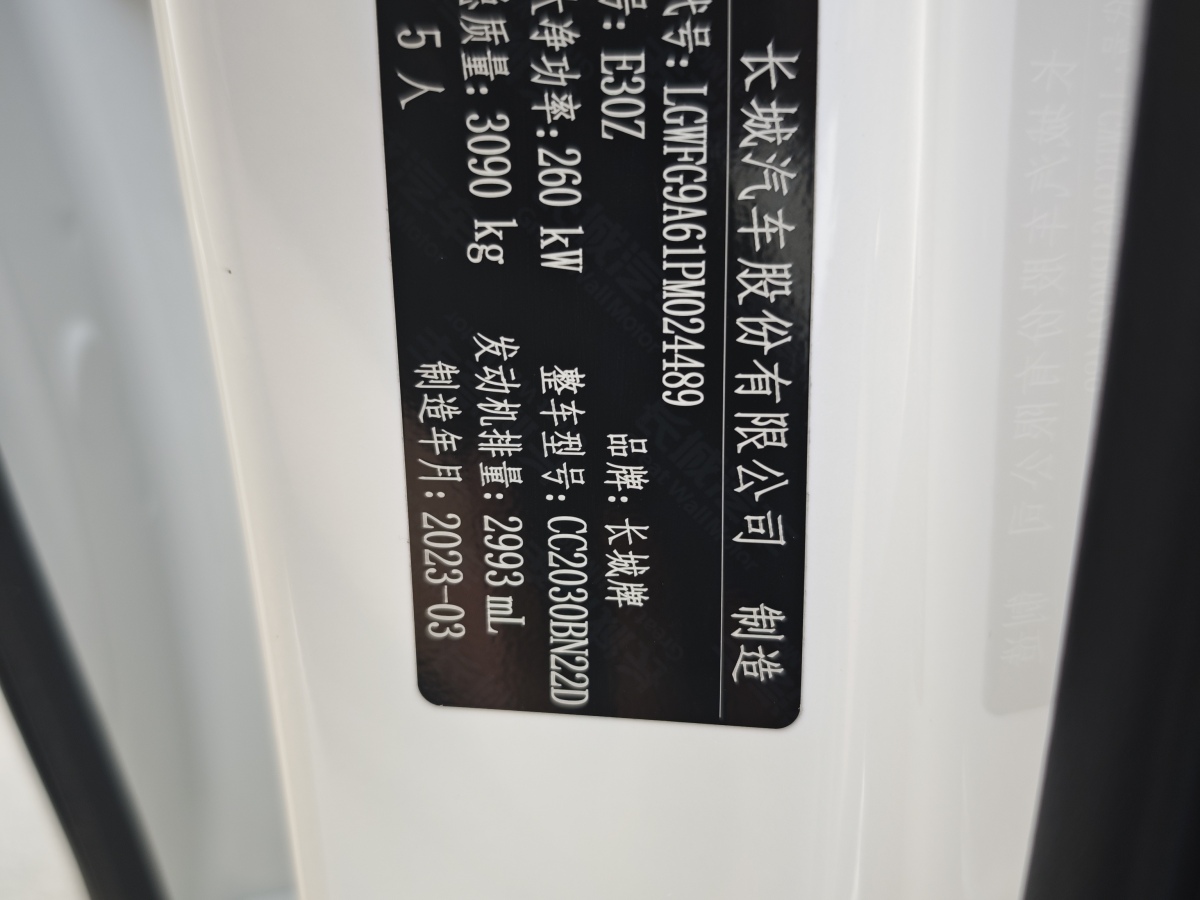 长城汽车股份有限公司 制造
代号: LGWFG9A61PM024489
号: E30Z 品牌: 长城牌
大净功率: 260 kW 整车型号: CC2030BN22D
质量: 3090 kg 发动机排量: 2993 mL
5 人 制造年月: 2023-03